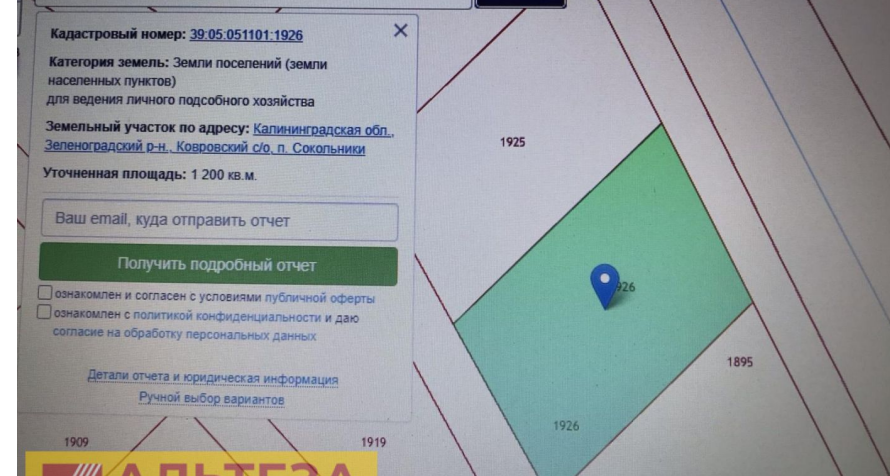 Кадастровый номер: 39:05:051101:1926
Категория земель: Земли поселений (земли
населенных пунктов)
для ведения личного подсобного хозяйства
Земельный участок по адресу: Калининградская обл.,
Зеленоградский р-н., Ковровский с/о, п. Сокольники
Уточненная площадь: 1 200 кв.м.
Ваш email, куда отправить отчет
Получить подробный отчет
ознакомлен и согласен с условиями публичной оферты
ознакомлен с политикой конфиденциальности и даю
согласие на обработку персональных данных
Детали отчета и юридическая информация
Ручной выбор вариантов
1925
926
1895
1926
1909
1919
АЛЬТЕЗА